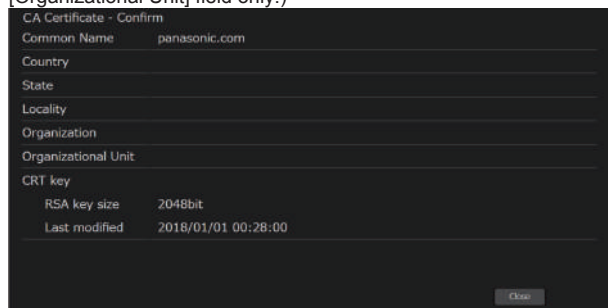 [Organizational Unit] field only.)
CA Certificate - Confirm
Common Name panasonic.com
Country
State
Locality
Organization
Organizational Unit
CRT key
RSA key size 2048bit
Last modified 2018/01/01 00:28:00
Close